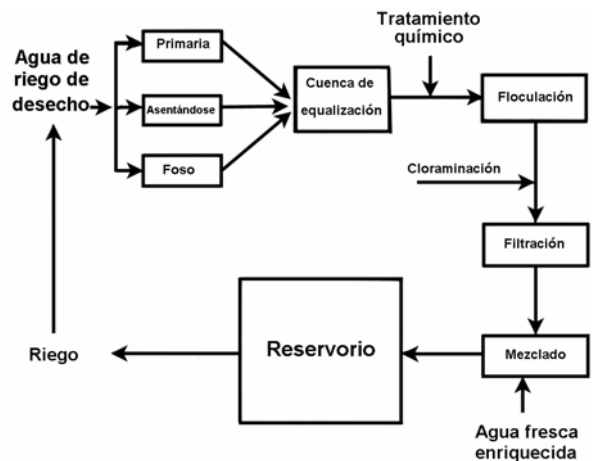 Tratamiento
químico
Agua de
riego de
desecho
Primaria
Asentándose
Foso
Cuenca de
equalización
Floculación
Cloraminación
Filtración
Mezclado
Agua fresca
enriquecida
Reservorio
Riego